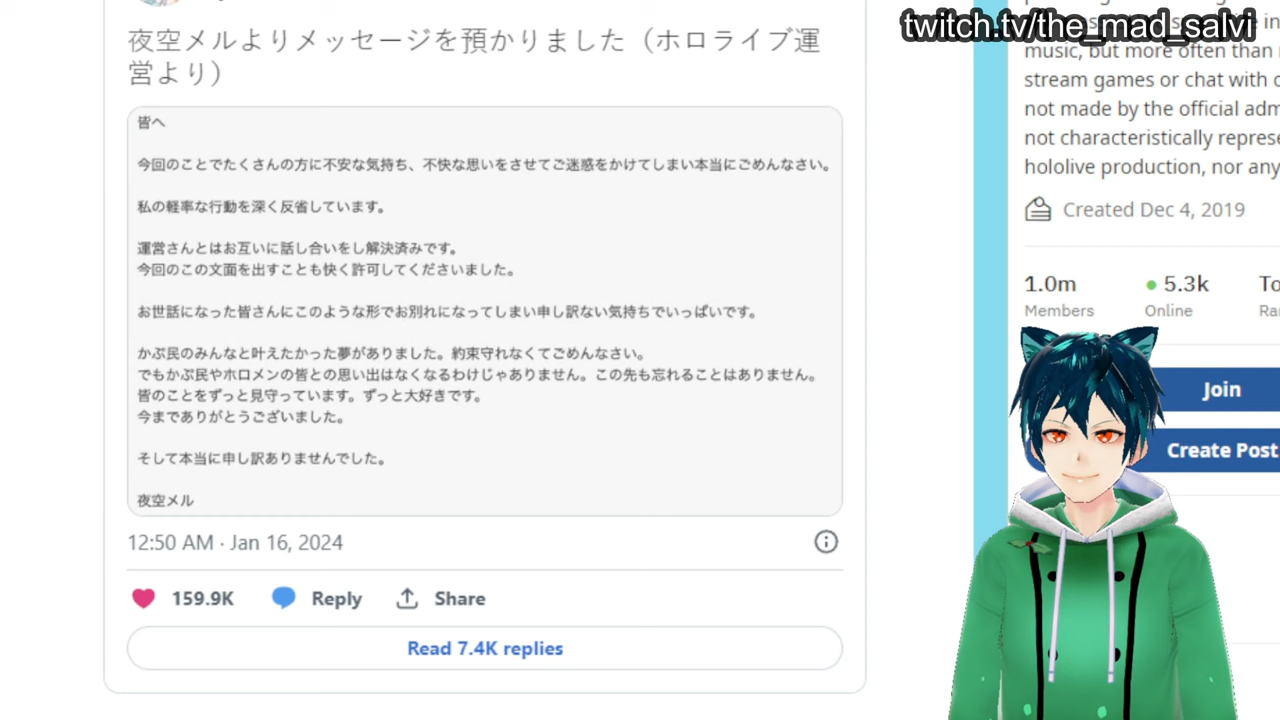 twitch.tv/the_mad_salvi
夜空メルよりメッセージを預かりました（ホロライブ運
営より）
皆へ
今回のことでたくさんの方に不安な気持ち、不快な思いをさせてご迷惑をかけてしまい本当にごめんなさい。
私の軽率な行動を深く反省しています。
運営さんとはお互いに話し合いをし解決済みです。
今回のこの文面を出すことも快く許可してくださいました。
お世話になった皆さんにこのような形でお別れになってしまい申し訳ない気持ちでいっぱいです。
かぷ民のみんなと叶えたかった夢がありました。約束守れなくてごめんなさい。
でもかぷ民やホロメンの皆との思い出はなくなるわけじゃありません。この先も忘れることはありません。
皆のことをずっと見守っています。ずっと大好きです。
今までありがとうございました。
そして本当に申し訳ありませんでした。
夜空メル
12:50 AM · Jan 16, 2024
159.9K Reply Share
Read 7.4K replies
music, but more often than
stream games or chat with
not made by the official adm
not characteristically represe
hololive production, nor any
Created Dec 4, 2019
1.0m 5.3k To
Members Online Ra
Join
Create Post